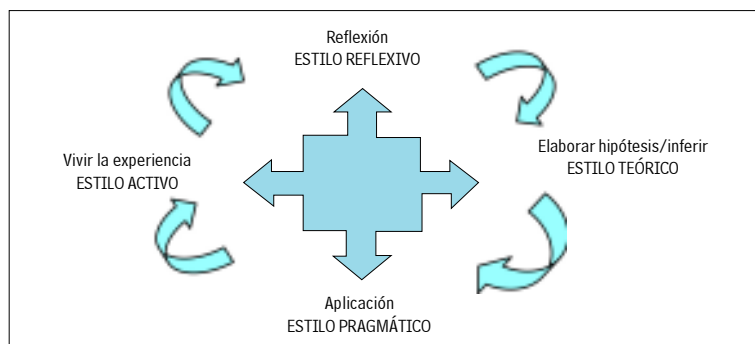 Reflexión
ESTILO REFLEXIVO
Vivir la experiencia
ESTILO ACTIVO
Elaborar hipótesis/inferir
ESTILO TEÓRICO
Aplicación
ESTILO PRAGMÁTICO